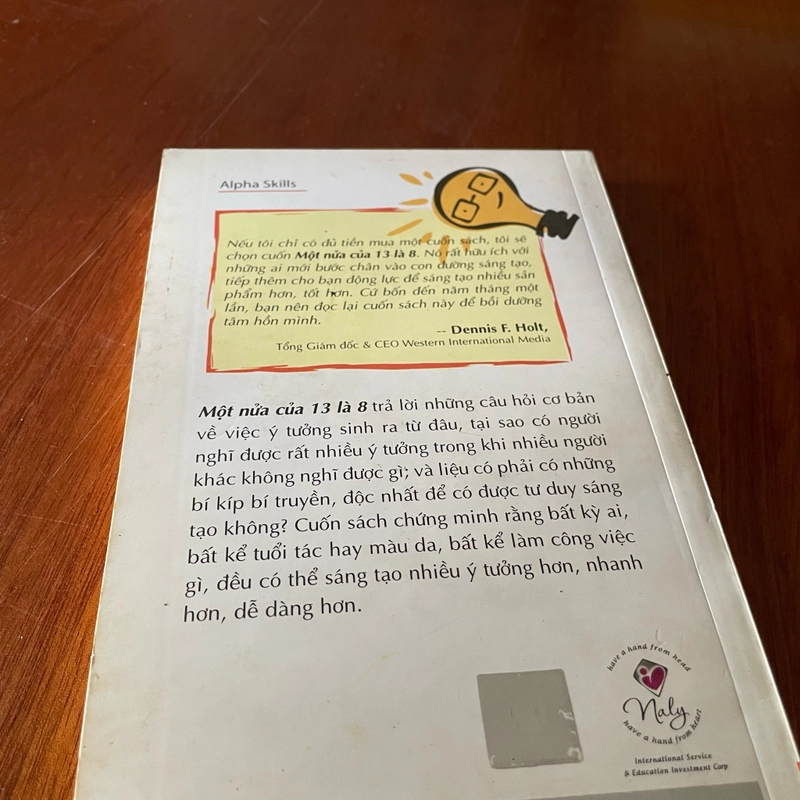 Alpha Skills
Nếu tôi chỉ có đủ tiền mua một cuốn sách, tôi sẽ
chọn cuốn Một nửa của 13 là 8. Nó rất hữu ích với
những ai mới bước chân vào con đường sáng tạo,
tiếp thêm cho bạn động lực để sáng tạo nhiều sản
phẩm hơn, tốt hơn. Cứ bốn đến năm tháng một
lần, bạn nên đọc lại cuốn sách này để bồi dưỡng
tâm hồn mình.
-- Dennis F. Holt,
Tổng Giám đốc & CEO Western International Media
Một nửa của 13 là 8 trả lời những câu hỏi cơ bản
về việc ý tưởng sinh ra từ đâu, tại sao có người
nghĩ được rất nhiều ý tưởng trong khi nhiều người
khác không nghĩ được gì; và liệu có phải có những
bí kíp bí truyền, độc nhất để có được tư duy sáng
tạo không? Cuốn sách chứng minh rằng bất kỳ ai,
bất kể tuổi tác hay màu da, bất kể làm công việc
gì, đều có thể sáng tạo nhiều ý tưởng hơn, nhanh
hơn, dễ dàng hơn.
have a hand from head
Naly
have a hand from heart
International Service
& Education Investment Corp